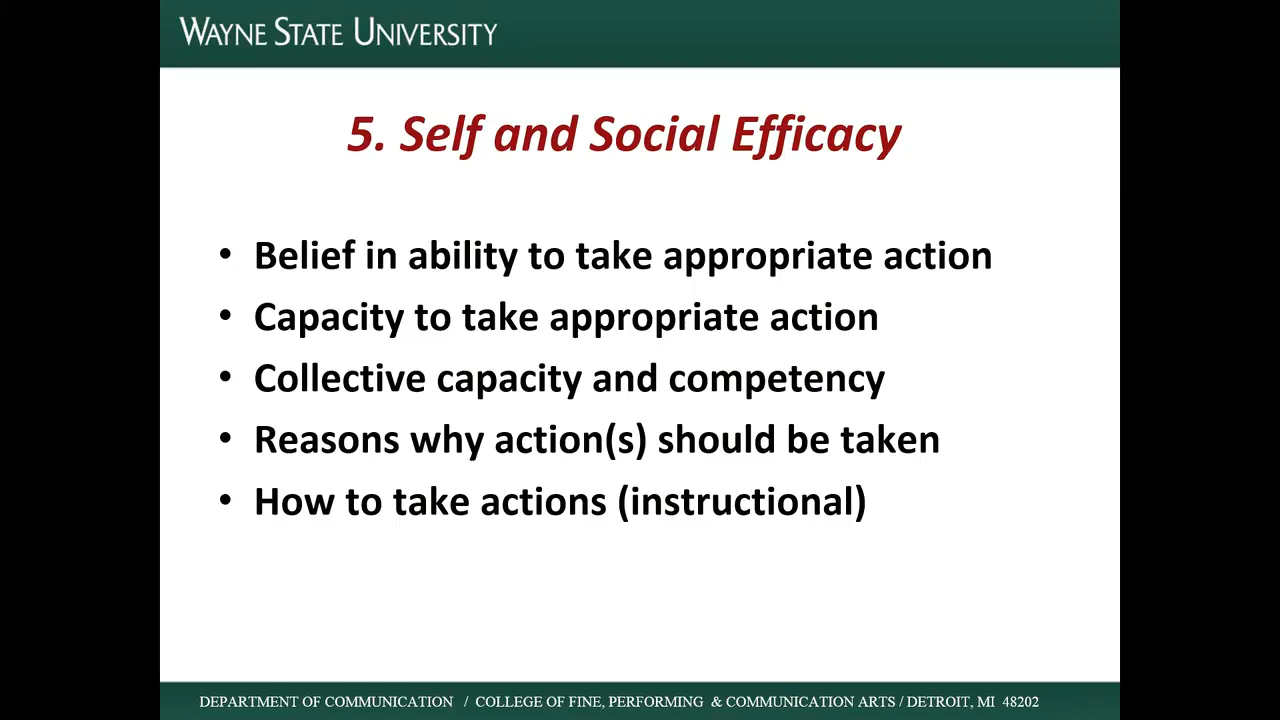 WAYNE STATE UNIVERSITY
5. Self and Social Efficacy
• Belief in ability to take appropriate action
• Capacity to take appropriate action
• Collective capacity and competency
• Reasons why action(s) should be taken
• How to take actions (instructional)
DEPARTMENT OF COMMUNICATION / COLLEGE OF FINE, PERFORMING & COMMUNICATION ARTS / DETROIT, MI 48202